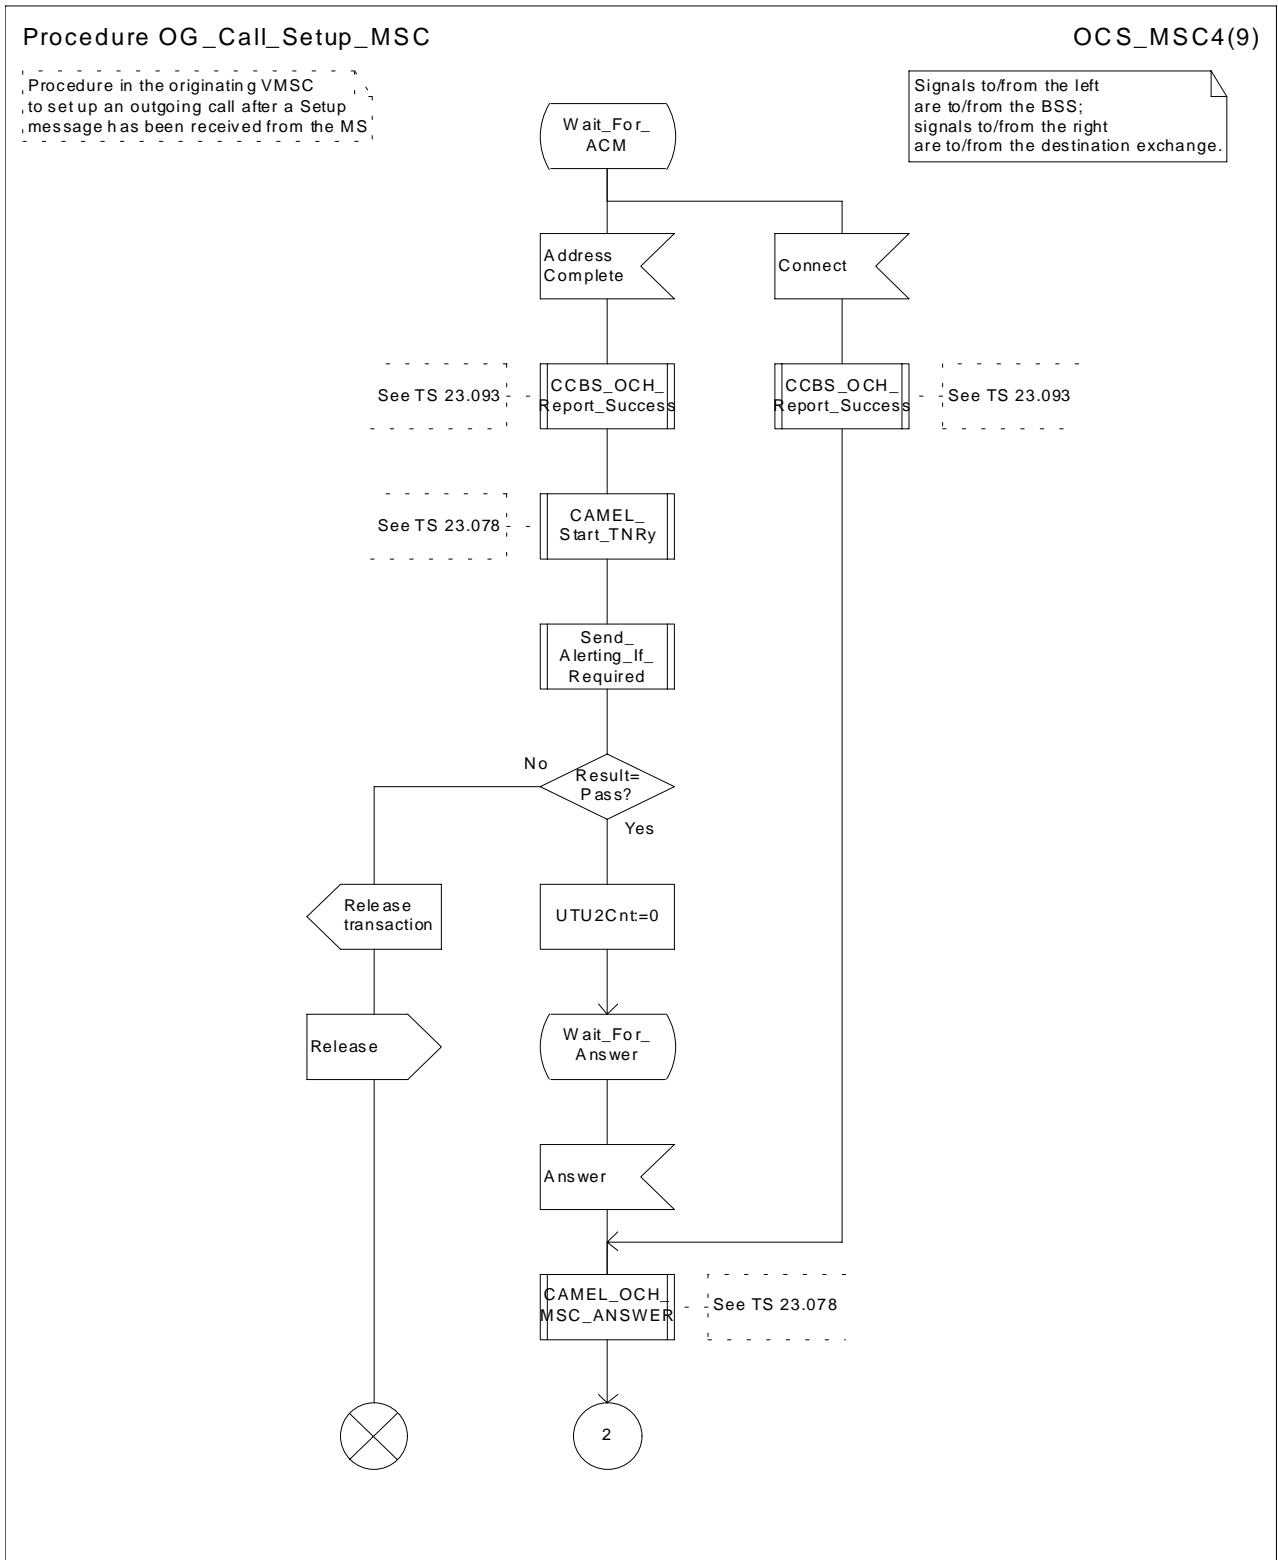 Procedure OG_Call_Setup_MSC
OCS_MSC4(9)
Procedure in the originating VMSC
to set up an outgoing call after a Setup
message has been received from the MS
Signals to/from the left
are to/from the BSS;
signals to/from the right
are to/from the destination exchange.
Wait_For_
ACM
Address
Complete
Connect
See TS 23.093
CCBS_OCH_
Report_Success
CCBS_OCH_
Report_Success
See TS 23.093
See TS 23.078
CAMEL_
Start_TNRy
Send_
Alerting_If_
Required
No
Result=
Pass?
Yes
Release
transaction
UTU2Cnt:=0
Release
Wait_For_
Answer
Answer
CAMEL_OCH_
MSC_ANSWER
See TS 23.078
2